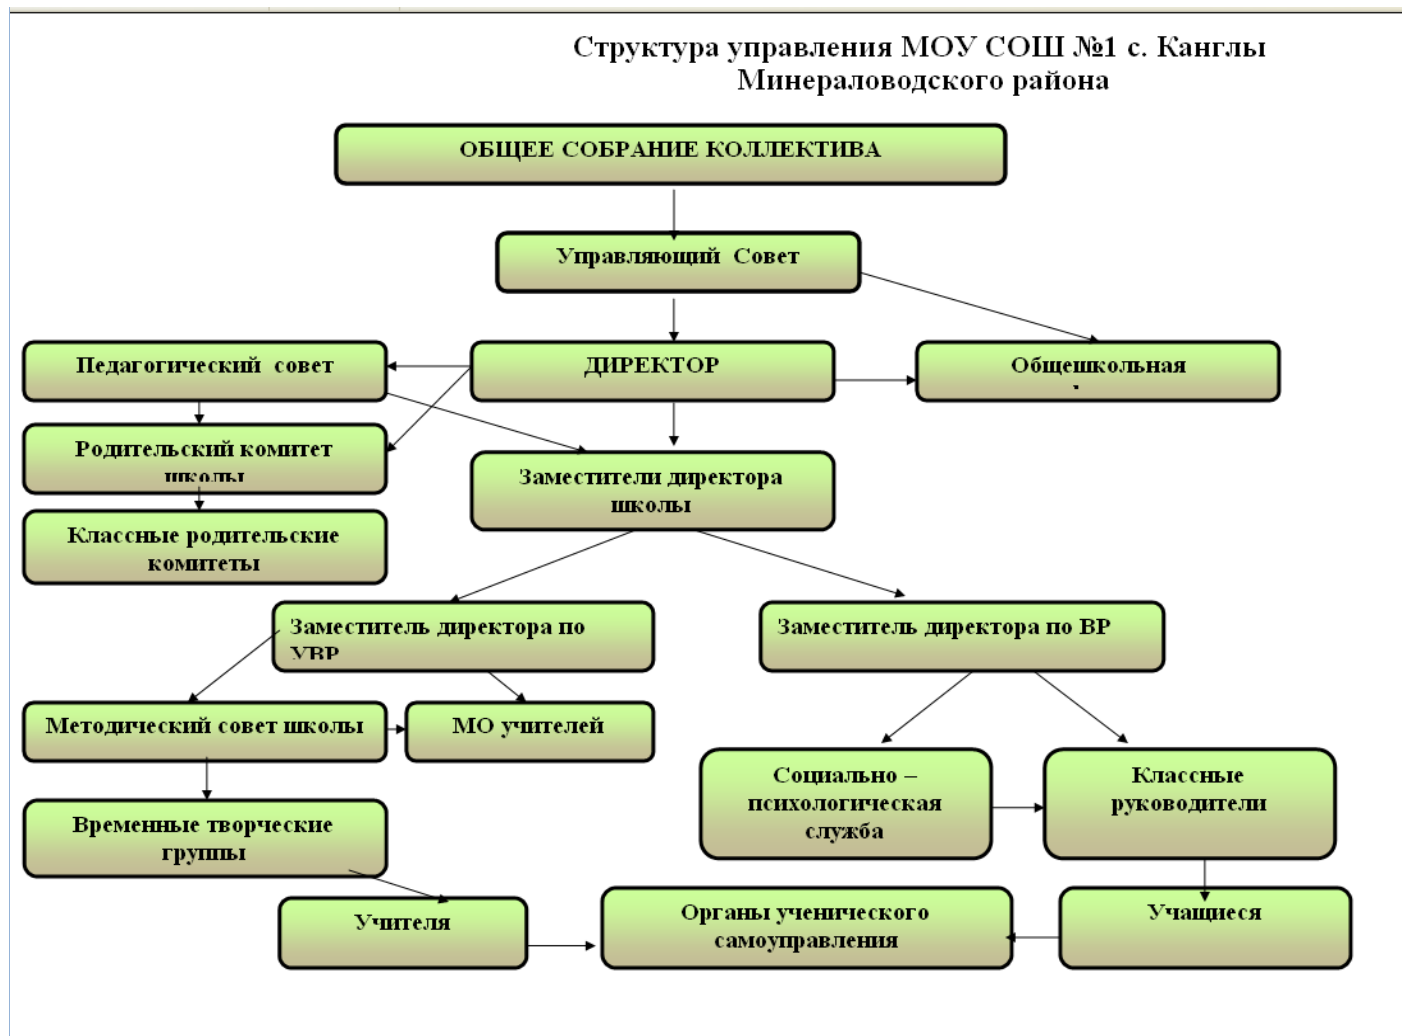 Структура управления МОУ СОШ №1 с. Канглы
Минераловодского района
ОБЩЕЕ СОБРАНИЕ КОЛЛЕКТИВА
Управляющий Совет
Педагогический совет
ДИРЕКТОР
Общешкольная
Родительский комитет
школы
Заместители директора
школы
Классные родительские
комитеты
Заместитель директора по
УВР
Заместитель директора по ВР
Методический совет школы
МО учителей
Социально –
психологическая
служба
Классные
руководители
Временные творческие
группы
Учителя
Органы ученического
самоуправления
Учащиеся